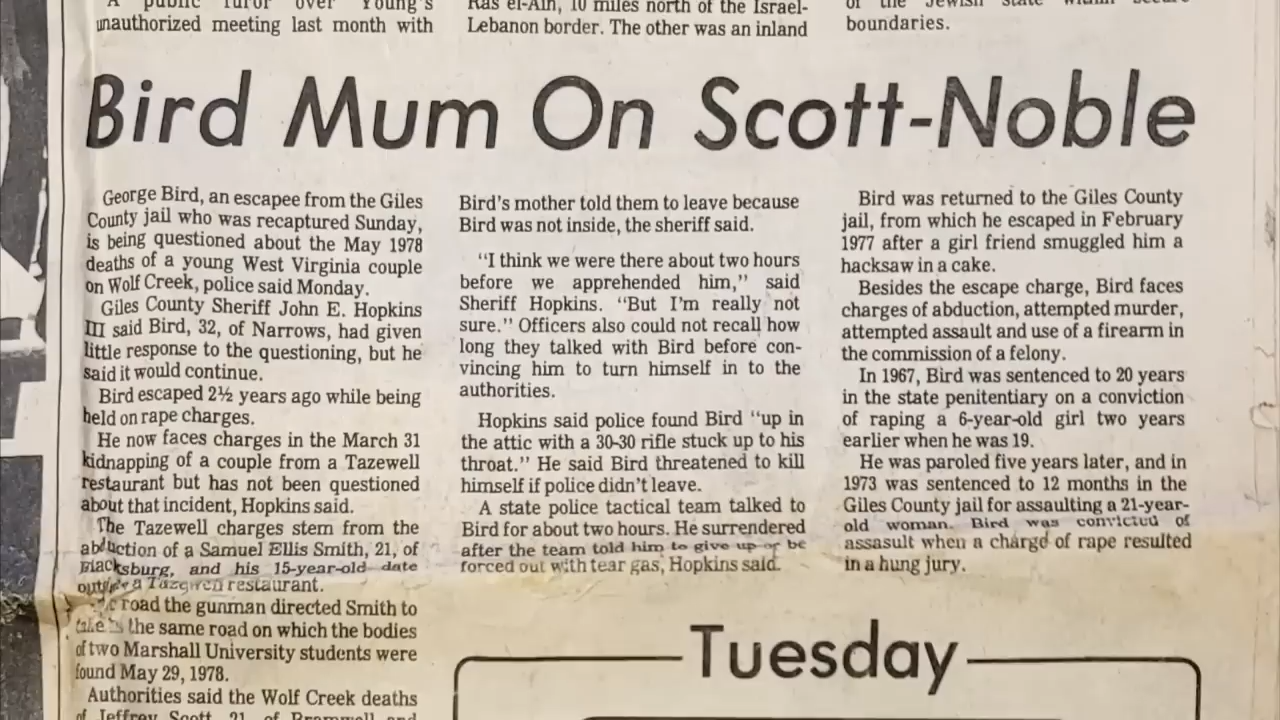 A public furor over Young's
unauthorized meeting last month with
Ras el-Ain, 10 miles north of the Israel-
Lebanon border. The other was an inland
of the Jewish state within secure
boundaries.
Bird Mum On Scott-Noble
George Bird, an escapee from the Giles
County jail who was recaptured Sunday,
is being questioned about the May 1978
deaths of a young West Virginia couple
on Wolf Creek, police said Monday.
Giles County Sheriff John E. Hopkins
III said Bird, 32, of Narrows, had given
little response to the questioning, but he
said it would continue.
Bird escaped 2½ years ago while being
held on rape charges.
He now faces charges in the March 31
kidnapping of a couple from a Tazewell
restaurant but has not been questioned
about that incident, Hopkins said.
The Tazewell charges stem from the
abduction of a Samuel Ellis Smith, 21, of
Blacksburg, and his 15-year-old date
outside a Tazewell restaurant.
road the gunman directed Smith to
take is the same road on which the bodies
of two Marshall University students were
found May 29, 1978.
Authorities said the Wolf Creek deaths
of Jeffrey Scott, 21, of Bramwell and
Bird's mother told them to leave because
Bird was not inside, the sheriff said.
"I think we were there about two hours
before we apprehended him," said
Sheriff Hopkins. "But I'm really not
sure." Officers also could not recall how
long they talked with Bird before con-
vincing him to turn himself in to the
authorities.
Hopkins said police found Bird "up in
the attic with a 30-30 rifle stuck up to his
throat." He said Bird threatened to kill
himself if police didn't leave.
A state police tactical team talked to
Bird for about two hours. He surrendered
after the team told him to give up or be
forced out with tear gas, Hopkins said.
Bird was returned to the Giles County
jail, from which he escaped in February
1977 after a girl friend smuggled him a
hacksaw in a cake.
Besides the escape charge, Bird faces
charges of abduction, attempted murder,
attempted assault and use of a firearm in
the commission of a felony.
In 1967, Bird was sentenced to 20 years
in the state penitentiary on a conviction
of raping a 6-year-old girl two years
earlier when he was 19.
He was paroled five years later, and in
1973 was sentenced to 12 months in the
Giles County jail for assaulting a 21-year-
old woman. Bird was convicted of
assasult when a charge of rape resulted
in a hung jury.
Tuesday